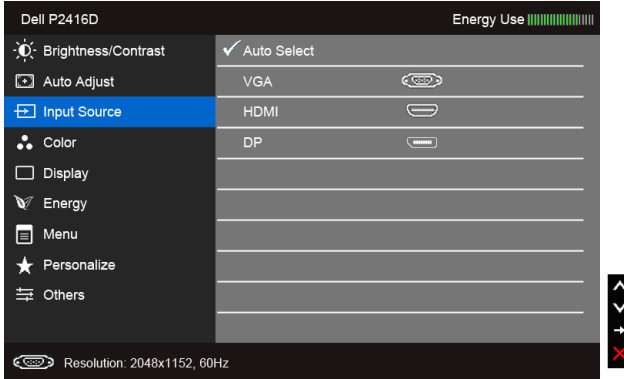 Dell P2416D Energy Use
Brightness/Contrast Auto Select
Auto Adjust VGA
Input Source HDMI
Color DP
Display
Energy
Menu
Personalize
Others
Resolution: 2048x1152, 60Hz